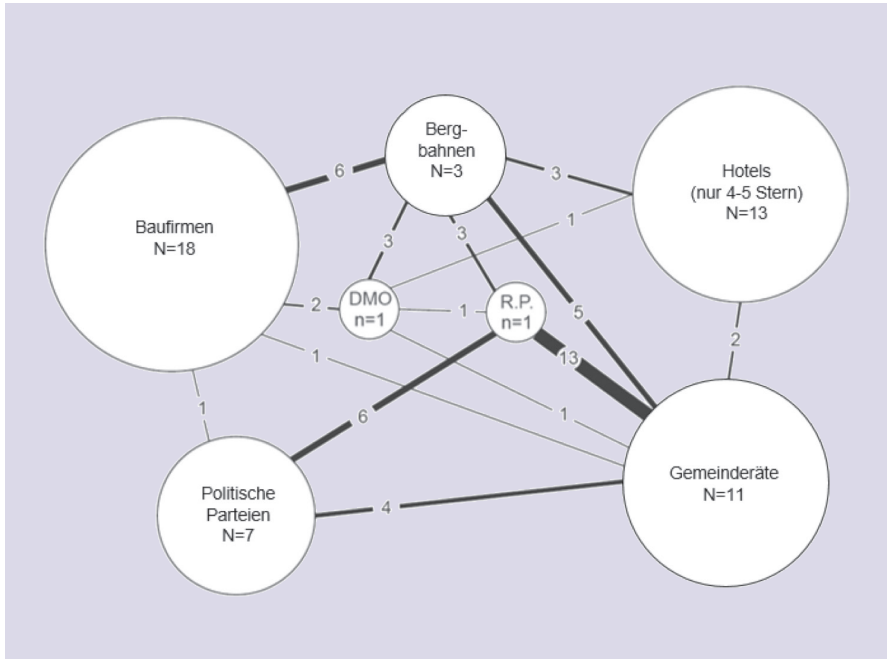 Berg-
bahnen
N=3
Hotels
(nur 4-5 Stern)
N=13
Baufirmen
N=18
6
3
1
3
3
DMO
n=1
R.P.
n=1
2
1
5
2
13
1
1
1
6
Gemeinderäte
N=11
Politische
Parteien
N=7
4